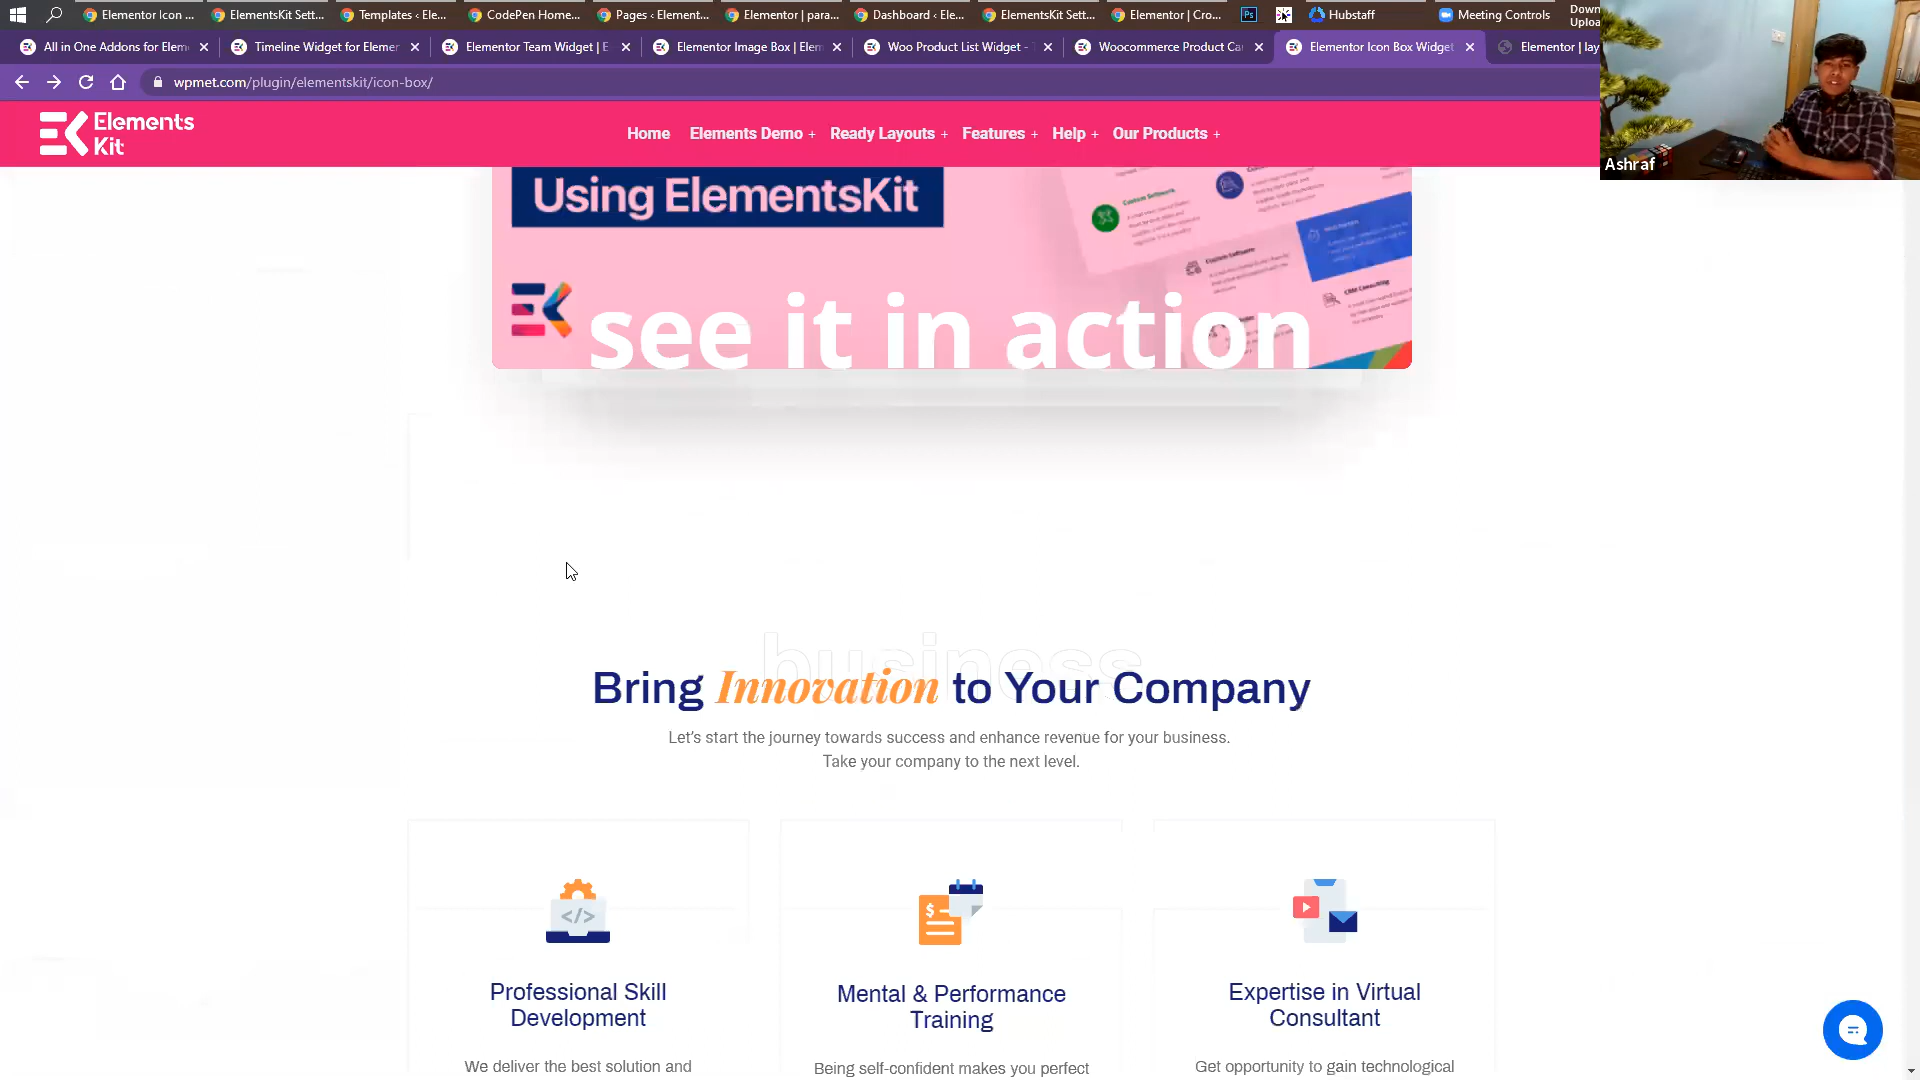 Elementor Icon ...
ElementsKit Sett...
Templates ‹ Ele...
CodePen Home...
Pages ‹ Element...
Elementor | para...
Dashboard ‹ Ele...
ElementsKit Sett...
Elementor | Cro...
Ps
Hubstaff
Meeting Controls
Down
Uploa
All in One Addons for Elem
Timeline Widget for Elemer
Elementor Team Widget | E
Elementor Image Box | Elem
Woo Product List Widget -
Woocommerce Product Ca
Elementor Icon Box Widget
Elementor | lay
wpmet.com/plugin/elementskit/icon-box/
Elements
Kit
Home
Elements Demo +
Ready Layouts +
Features +
Help +
Our Products +
Ashraf
Using ElementsKit
Custom Software
CRM Consulting
see it in action
business
Bring Innovation to Your Company
Let's start the journey towards success and enhance revenue for your business.
Take your company to the next level.
Professional Skill
Development
We deliver the best solution and
Mental & Performance
Training
Being self-confident makes you perfect
Expertise in Virtual
Consultant
Get opportunity to gain technological